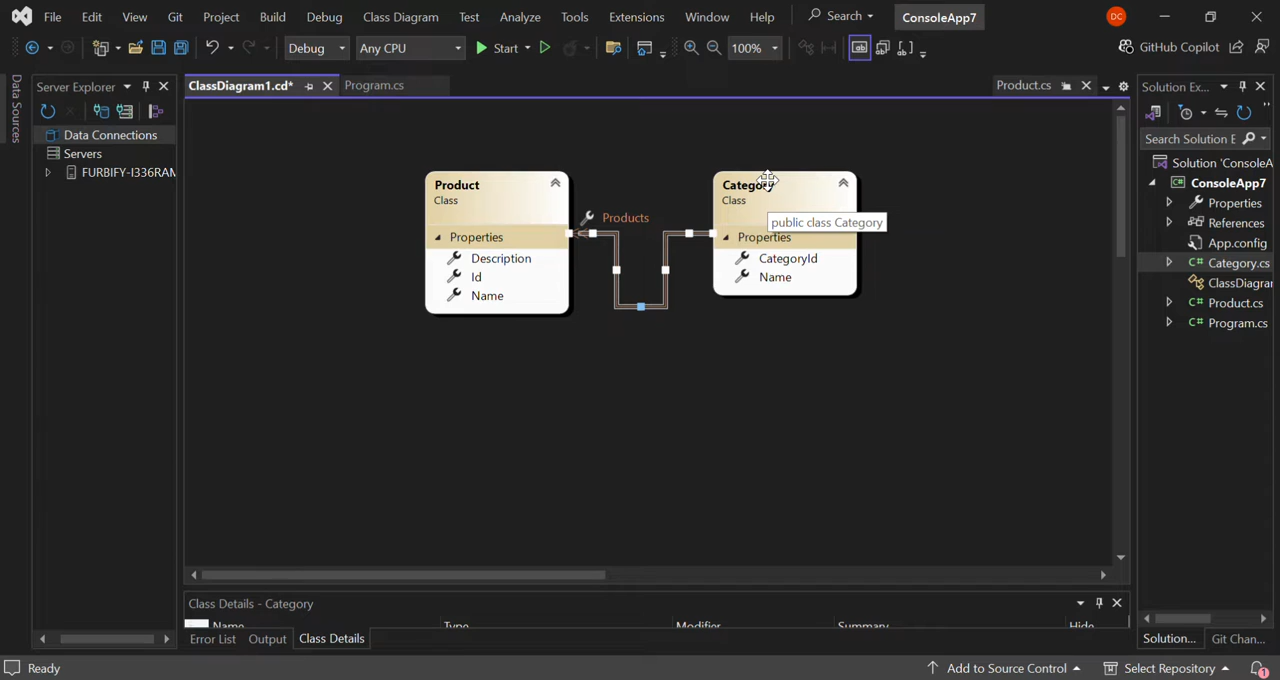 File Edit View Git Project Build Debug Class Diagram Test Analyze Tools Extensions Window Help Search ConsoleApp7 DC
Debug Any CPU Start 100% GitHub Copilot
Data Sources
Server Explorer
Data Connections
Servers
FURBIFY-I336RAN
ClassDiagram1.cd* Program.cs Product.cs
Product
Class
Properties
Description
Id
Name
Products
Category
Class
public class Category
Properties
CategoryId
Name
Solution Ex...
Search Solution E
Solution 'ConsoleA
ConsoleApp7
Properties
References
App.config
C# Category.cs
ClassDiagran
C# Product.cs
C# Program.cs
Class Details - Category
Name Type Modifier Summary Hide
Error List Output Class Details
Solution... Git Chan...
Ready Add to Source Control Select Repository 1